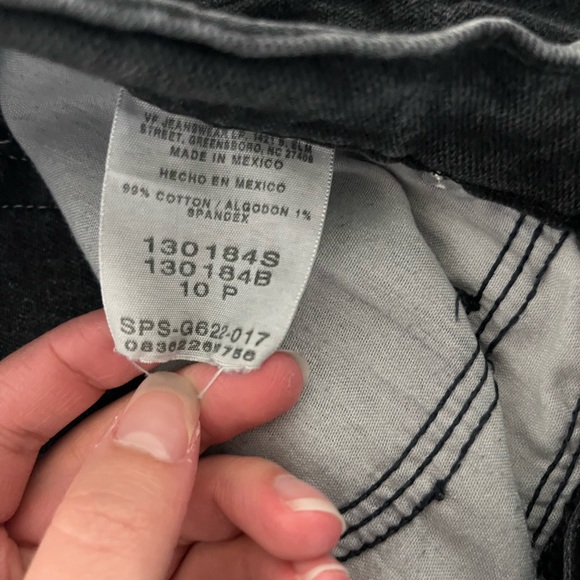 VF JEANSWEAR LP, 1421 S. ELM
STREET, GREENSBORO, NC 27406
MADE IN MEXICO
HECHO EN MEXICO
99% COTTON / ALGODON 1%
SPANDEX
130184S
130184B
10 P
SPS-G622-017